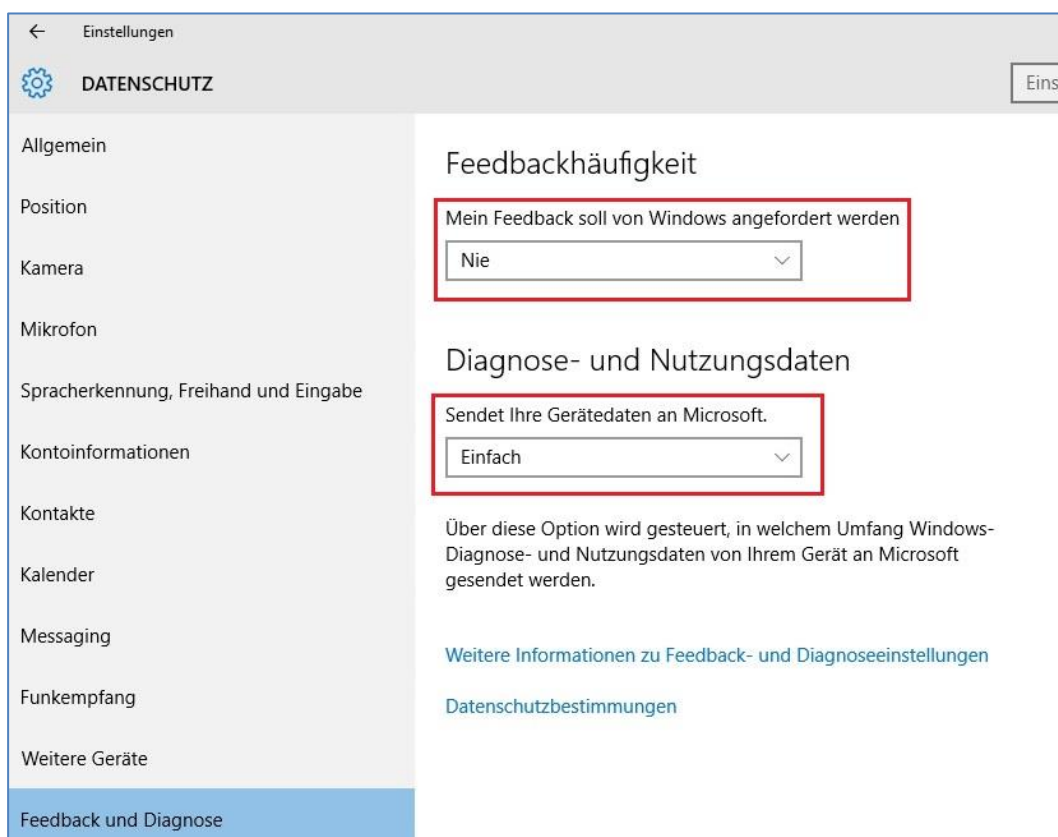 Einstellungen
DATENSCHUTZ
Eins
Allgemein
Position
Kamera
Mikrofon
Spracherkennung, Freihand und Eingabe
Kontoinformationen
Kontakte
Kalender
Messaging
Funkempfang
Weitere Geräte
Feedback und Diagnose
Feedbackhäufigkeit
Mein Feedback soll von Windows angefordert werden
Nie
Diagnose- und Nutzungsdaten
Sendet Ihre Gerätedaten an Microsoft.
Einfach
Über diese Option wird gesteuert, in welchem Umfang Windows-
Diagnose- und Nutzungsdaten von Ihrem Gerät an Microsoft
gesendet werden.
Weitere Informationen zu Feedback- und Diagnoseeinstellungen
Datenschutzbestimmungen